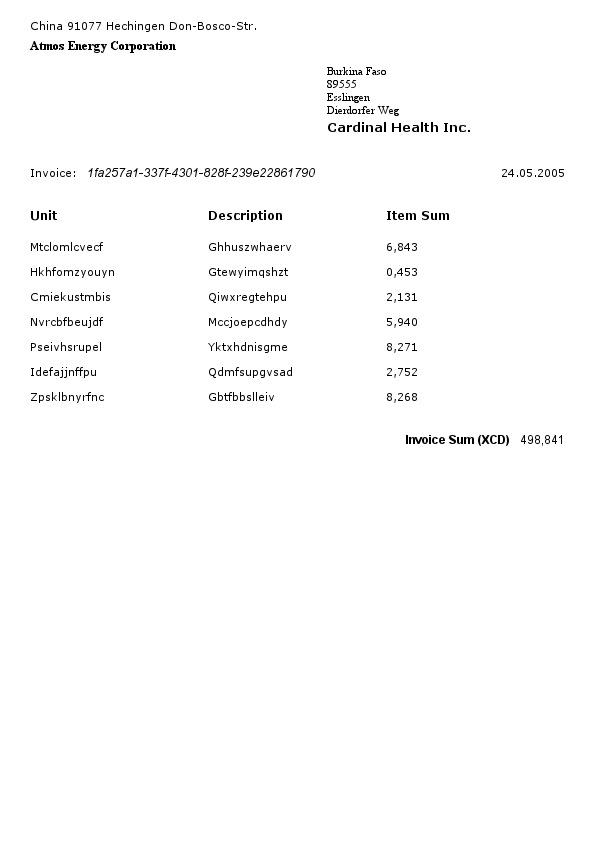 China 91077 Hechingen Don-Bosco-Str.
Atmos Energy Corporation
Burkina Faso
89555
Esslingen
Dierdorfer Weg
Cardinal Health Inc.
Invoice: 1fa257a1-337f-4301-828f-239e22861790 24.05.2005
Unit Description Item Sum
Mtclomlcvecf Ghhuszwhaerv 6,843
Hkhfomzyouyn Gtewyimqshzt 0,453
Cmiekustmbis Qiwxregtehpu 2,131
Nvrcbfbeujdf Mccjoepcdhdy 5,940
Pseivhsrupel Yktxhdnisgme 8,271
Idefajjnffpu Qdmfsupgvsad 2,752
Zpsklbnyrfnc Gbtfbbslleiv 8,268
Invoice Sum (XCD) 498,841